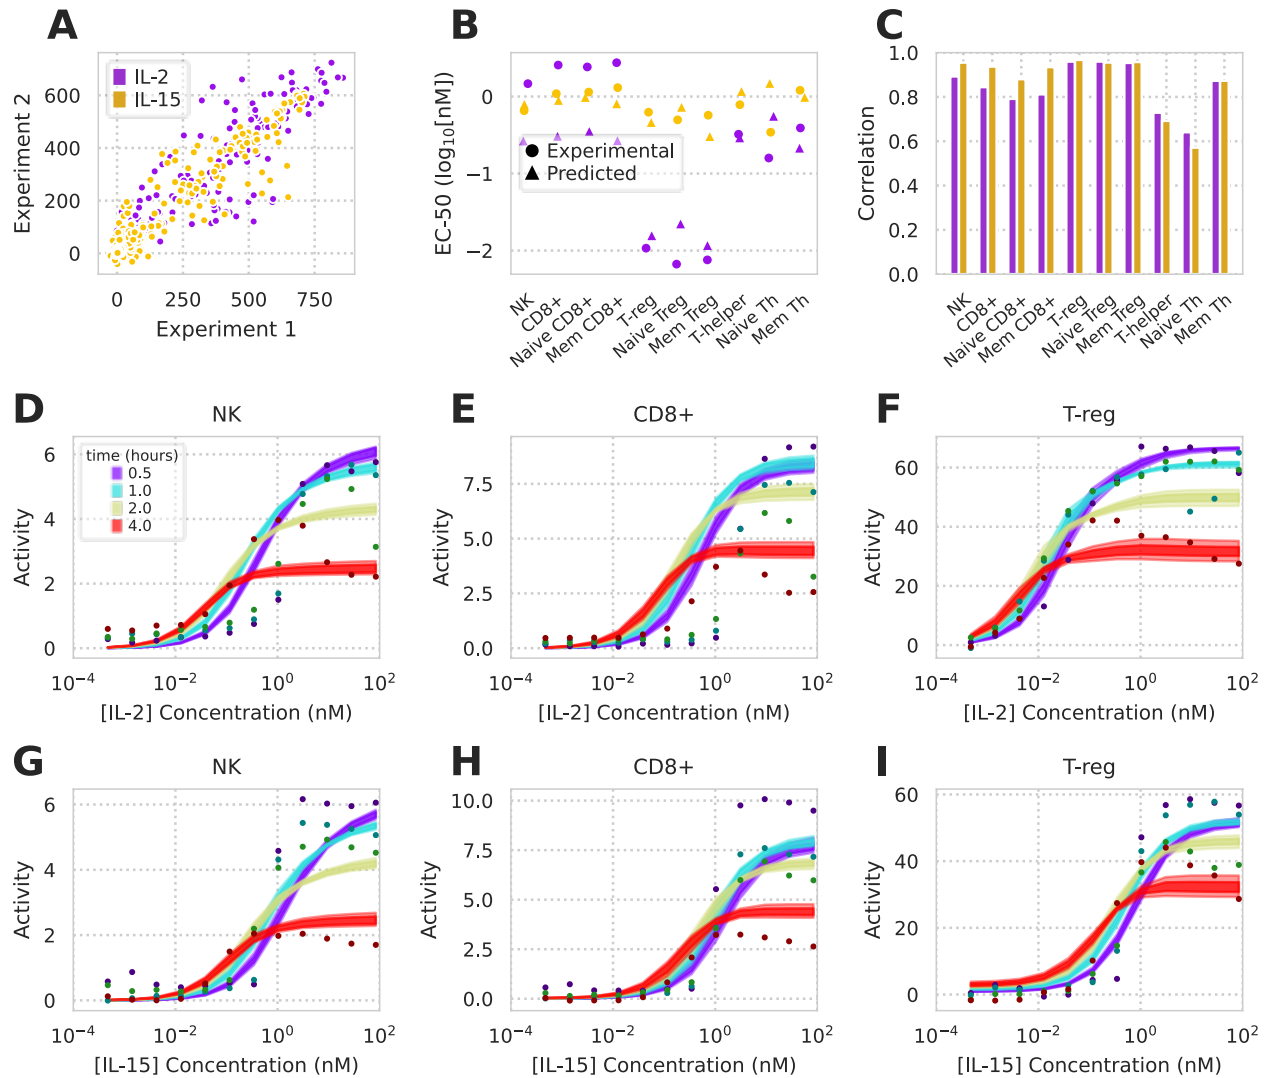 A
B
C
IL-2
IL-15
Experiment 2
600
400
200
0
0
250
500
750
Experiment 1
EC-50 (log₁₀[nM])
0
−1
−2
Experimental
Predicted
NK
CD8+
Naive CD8+
Mem CD8+
T-reg
Naive Treg
Mem Treg
T-helper
Naive Th
Mem Th
Correlation
1.0
0.8
0.6
0.4
0.2
0.0
NK
CD8+
Naive CD8+
Mem CD8+
T-reg
Naive Treg
Mem Treg
T-helper
Naive Th
Mem Th
D
NK
time (hours)
0.5
1.0
2.0
4.0
Activity
6
4
2
0
10⁻⁴
10⁻²
10⁰
10²
[IL-2] Concentration (nM)
E
CD8+
Activity
7.5
5.0
2.5
0.0
10⁻⁴
10⁻²
10⁰
10²
[IL-2] Concentration (nM)
F
T-reg
Activity
60
40
20
0
10⁻⁴
10⁻²
10⁰
10²
[IL-2] Concentration (nM)
G
NK
Activity
6
4
2
0
10⁻⁴
10⁻²
10⁰
10²
[IL-15] Concentration (nM)
H
CD8+
Activity
10.0
7.5
5.0
2.5
0.0
10⁻⁴
10⁻²
10⁰
10²
[IL-15] Concentration (nM)
I
T-reg
Activity
60
40
20
0
10⁻⁴
10⁻²
10⁰
10²
[IL-15] Concentration (nM)